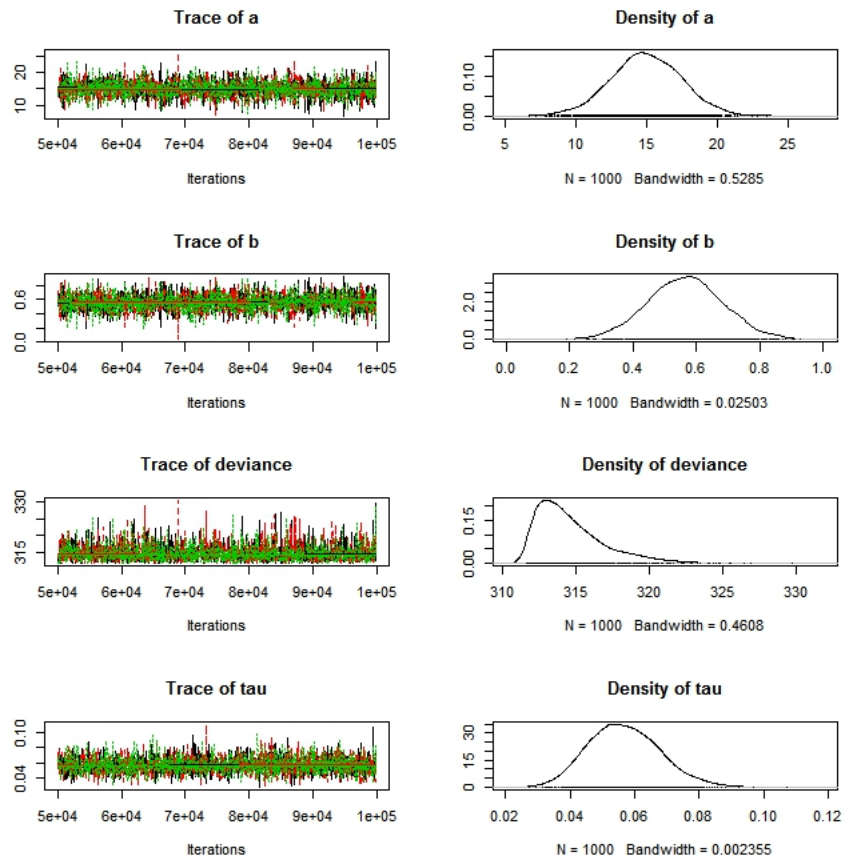 Trace of a
Density of a
10 20
0.00 0.10
5e+04 6e+04 7e+04 8e+04 9e+04 1e+05
5 10 15 20 25
Iterations
N = 1000 Bandwidth = 0.5285
Trace of b
Density of b
0.0 0.6
0.0 2.0
5e+04 6e+04 7e+04 8e+04 9e+04 1e+05
0.0 0.2 0.4 0.6 0.8 1.0
Iterations
N = 1000 Bandwidth = 0.02503
Trace of deviance
Density of deviance
315 330
0.00 0.15
5e+04 6e+04 7e+04 8e+04 9e+04 1e+05
310 315 320 325 330
Iterations
N = 1000 Bandwidth = 0.4608
Trace of tau
Density of tau
0.04 0.10
0 15 30
5e+04 6e+04 7e+04 8e+04 9e+04 1e+05
0.02 0.04 0.06 0.08 0.10 0.12
Iterations
N = 1000 Bandwidth = 0.002355